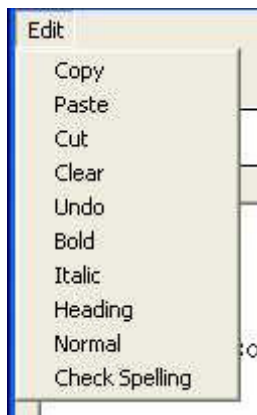 Edit
Copy
Paste
Cut
Clear
Undo
Bold
Italic
Heading
Normal
Check Spelling